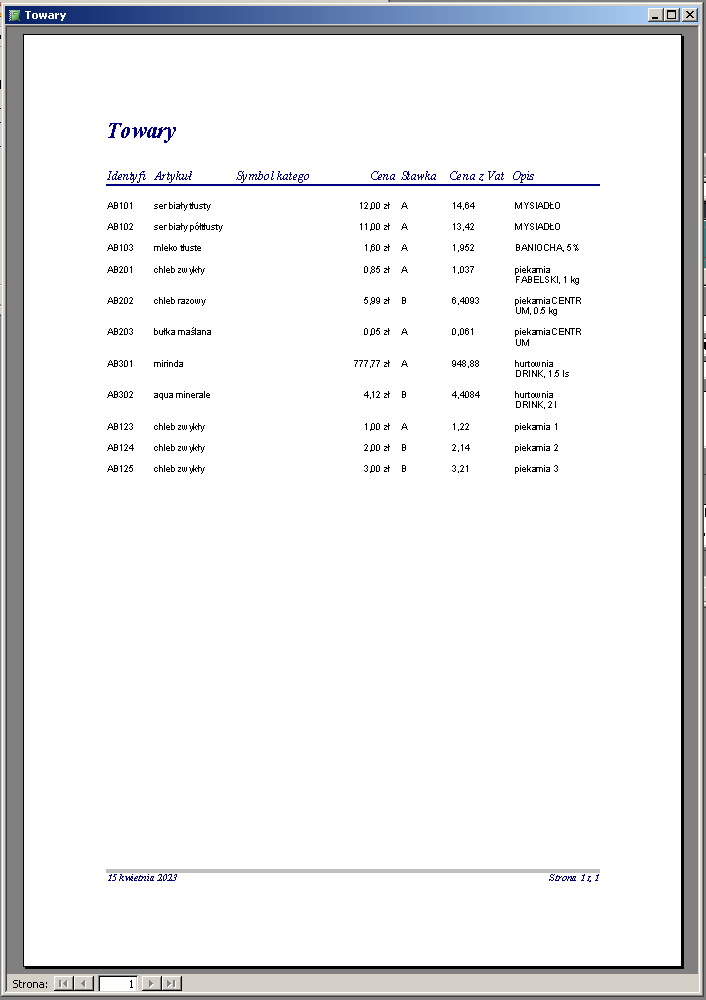 Towary
Towary
Identyfi Artykuł Symbol katego Cena Stawka Cena z Vat Opis
AB101 ser biały tłusty 12,00 zł A 14,64 MYSIADŁO
AB102 ser biały półtłusty 11,00 zł A 13,42 MYSIADŁO
AB103 mleko tłuste 1,60 zł A 1,952 BANIOCHA, 5%
AB201 chleb zwykły 0,85 zł A 1,037 piekarnia
FABELSKI, 1 kg
AB202 chleb razowy 5,99 zł B 6,4093 piekarnia CENTR
UM, 0.5 kg
AB203 bułka maślana 0,05 zł A 0,061 piekarnia CENTR
UM
AB301 mirinda 777,77 zł A 948,88 hurtownia
DRINK, 1.5 ls
AB302 aqua minerale 4,12 zł B 4,4084 hurtownia
DRINK, 2 l
AB123 chleb zwykły 1,00 zł A 1,22 piekarnia 1
AB124 chleb zwykły 2,00 zł B 2,14 piekarnia 2
AB125 chleb zwykły 3,00 zł B 3,21 piekarnia 3
15 kwietnia 2023 Strona 1 z 1
Strona: 1